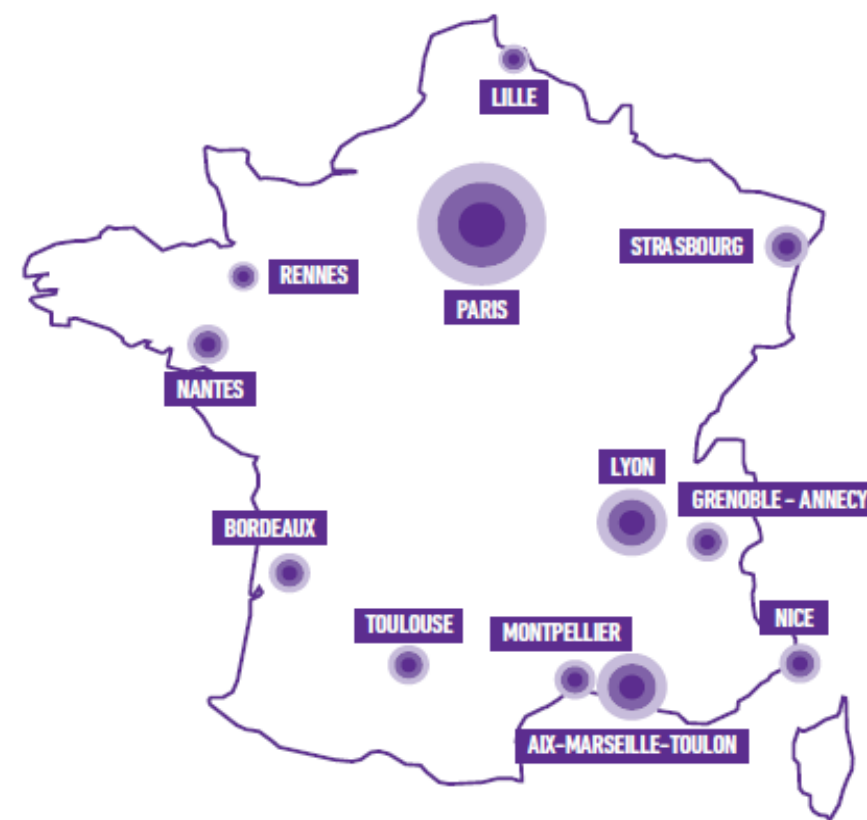 LILLE
STRASBOURG
RENNES
PARIS
NANTES
LYON
GRENOBLE - ANNECY
BORDEAUX
NICE
TOULOUSE
MONTPELLIER
AIX-MARSEILLE-TOULON